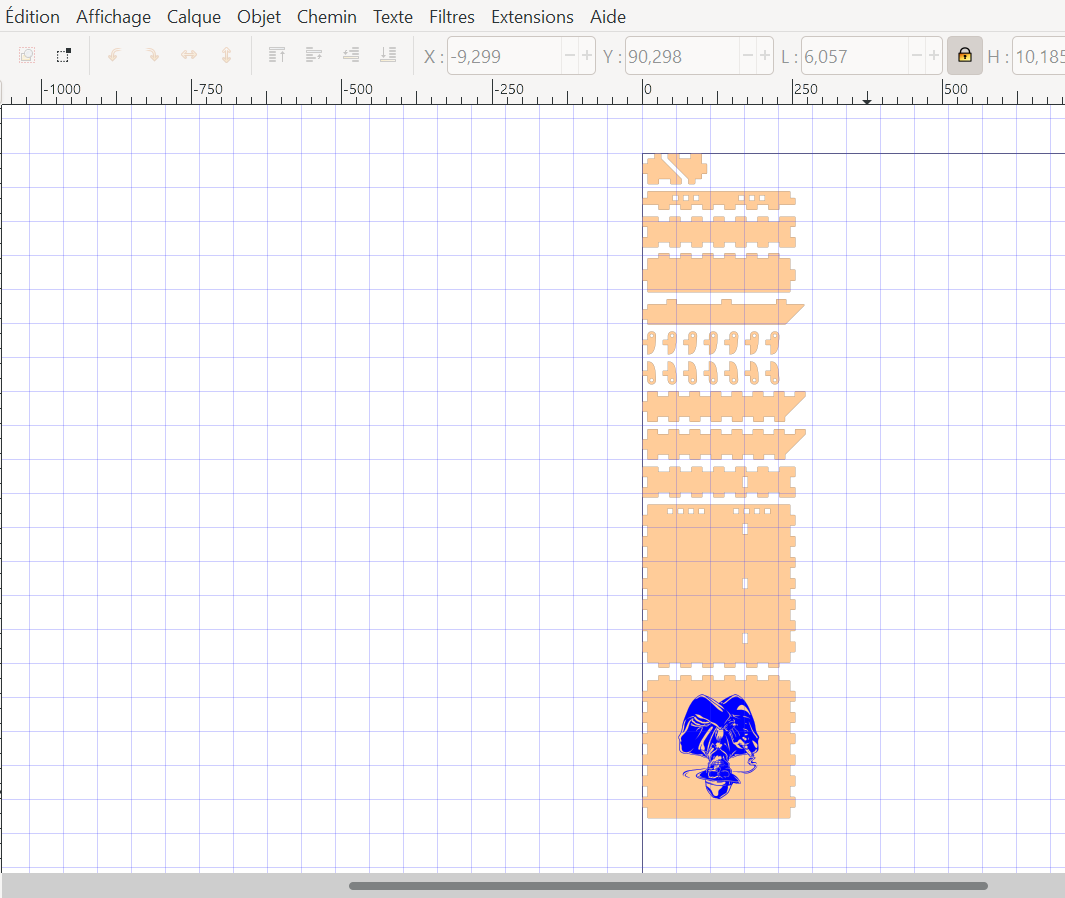 Édition Affichage Calque Objet Chemin Texte Filtres Extensions Aide
X : -9,299 − + Y : 90,298 − + L : 6,057 − + H : 10,185
-1000 -750 -500 -250 0 250 500